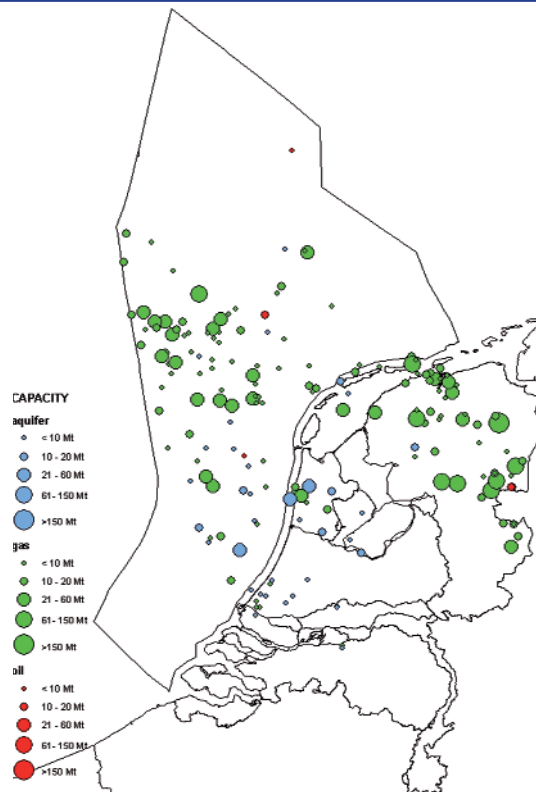 CAPACITY
aquifer
< 10 Mt
10 - 20 Mt
21 - 60 Mt
61- 150 Mt
>150 Mt
gas
< 10 Mt
10 - 20 Mt
21 - 60 Mt
61- 150 Mt
>150 Mt
oil
< 10 Mt
10 - 20 Mt
21 - 60 Mt
61- 150 Mt
>150 Mt